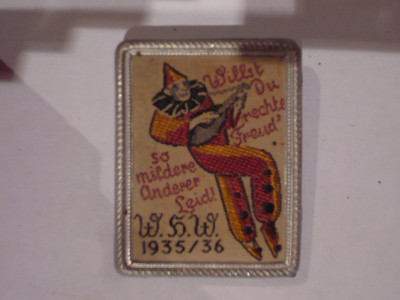 Willst
Du
rechte
Freud'
so
mildere
Anderer
Leid!
W.H.W.
1935/36